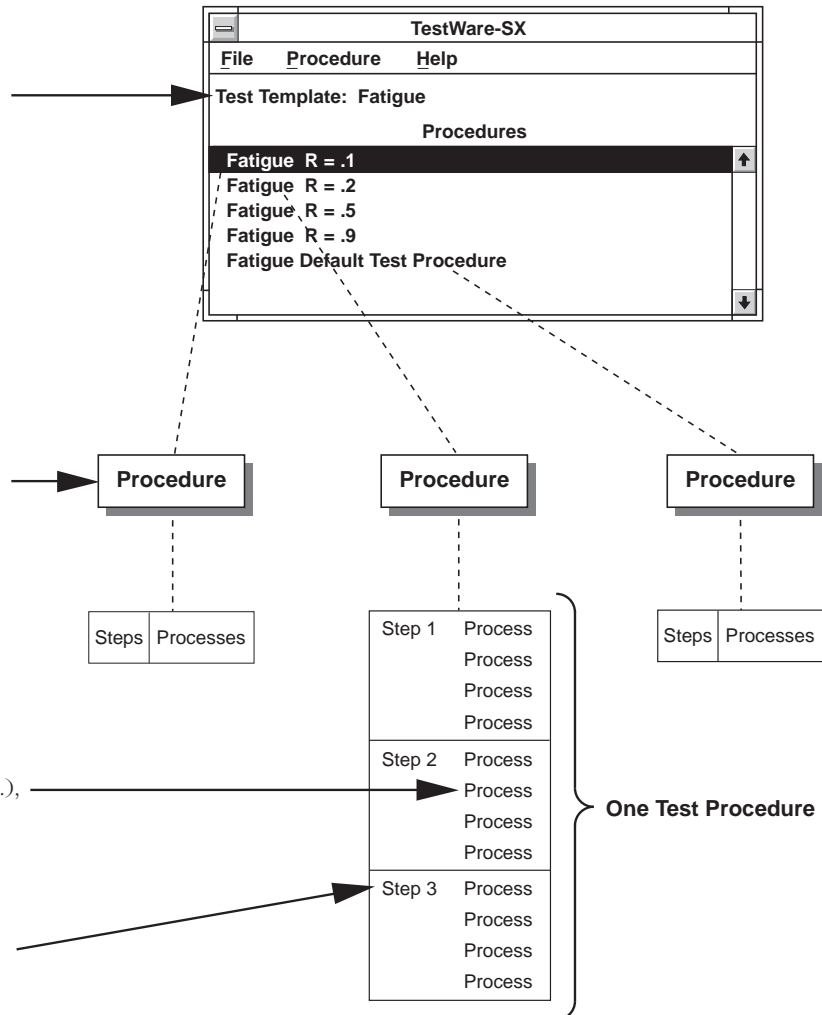 TestWare-SX
File Procedure Help
Test Template: Fatigue
Procedures
Fatigue R = .1
Fatigue R = .2
Fatigue R = .5
Fatigue R = .9
Fatigue Default Test Procedure
Procedure
Procedure
Procedure
Steps Processes
Step 1 Process
Process
Process
Process
Step 2 Process
Process
Process
Process
Step 3 Process
Process
Process
Process
Steps Processes
.),
One Test Procedure